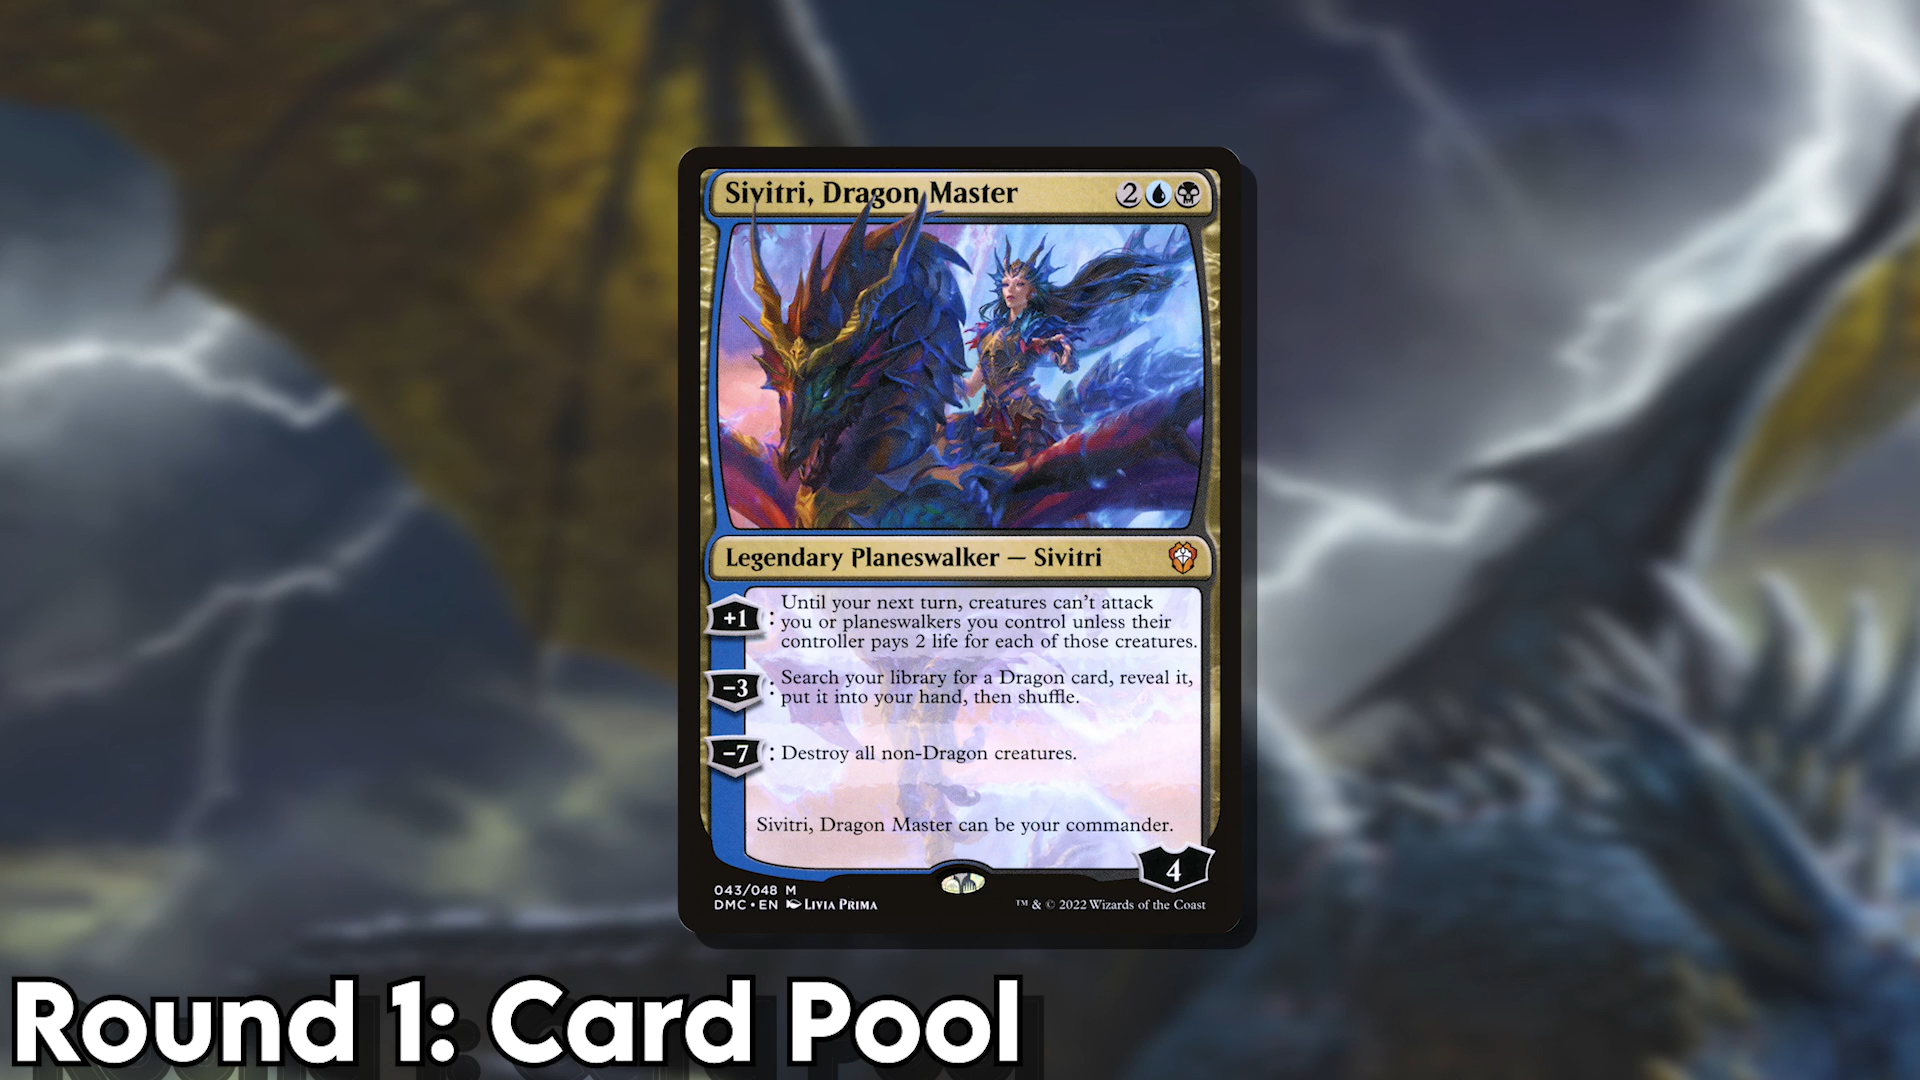 Sivitri, Dragon Master 2
Legendary Planeswalker — Sivitri
+1 : Until your next turn, creatures can't attack
you or planeswalkers you control unless their
controller pays 2 life for each of those creatures.
−3 : Search your library for a Dragon card, reveal it,
put it into your hand, then shuffle.
−7 : Destroy all non-Dragon creatures.
Sivitri, Dragon Master can be your commander.
4
043/048 M
DMC • EN Livia Prima
™ & © 2022 Wizards of the Coast
Round 1: Card Pool